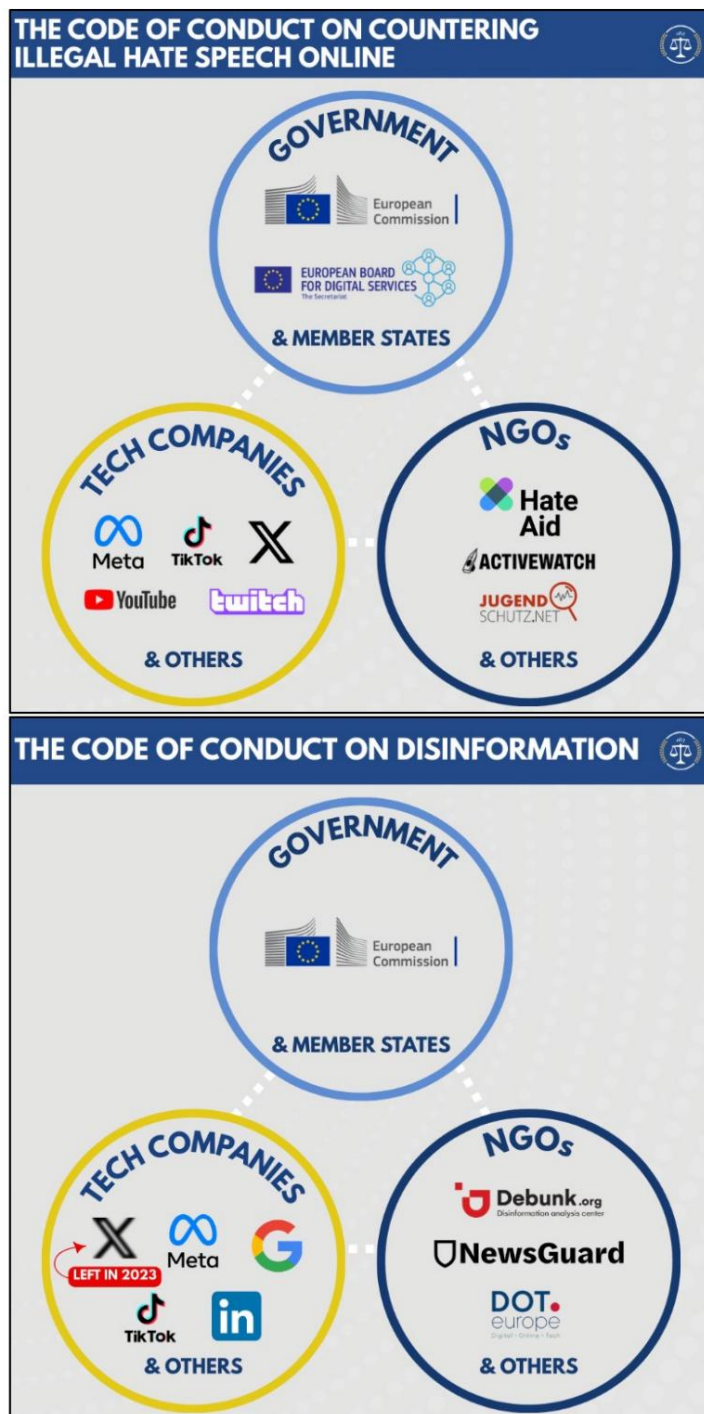 THE CODE OF CONDUCT ON COUNTERING
ILLEGAL HATE SPEECH ONLINE
GOVERNMENT
European
Commission
EUROPEAN BOARD
FOR DIGITAL SERVICES
The Secretariat
& MEMBER STATES
TECH COMPANIES
Meta
TikTok
X
YouTube
twitch
& OTHERS
NGOs
Hate
Aid
ACTIVEWATCH
JUGEND
SCHUTZ.NET
& OTHERS
THE CODE OF CONDUCT ON DISINFORMATION
GOVERNMENT
European
Commission
& MEMBER STATES
TECH COMPANIES
X
LEFT IN 2023
Meta
G
TikTok
in
& OTHERS
NGOs
Debunk.org
Disinformation analysis center
NewsGuard
DOT.
europe
Digital • Online • Tech
& OTHERS